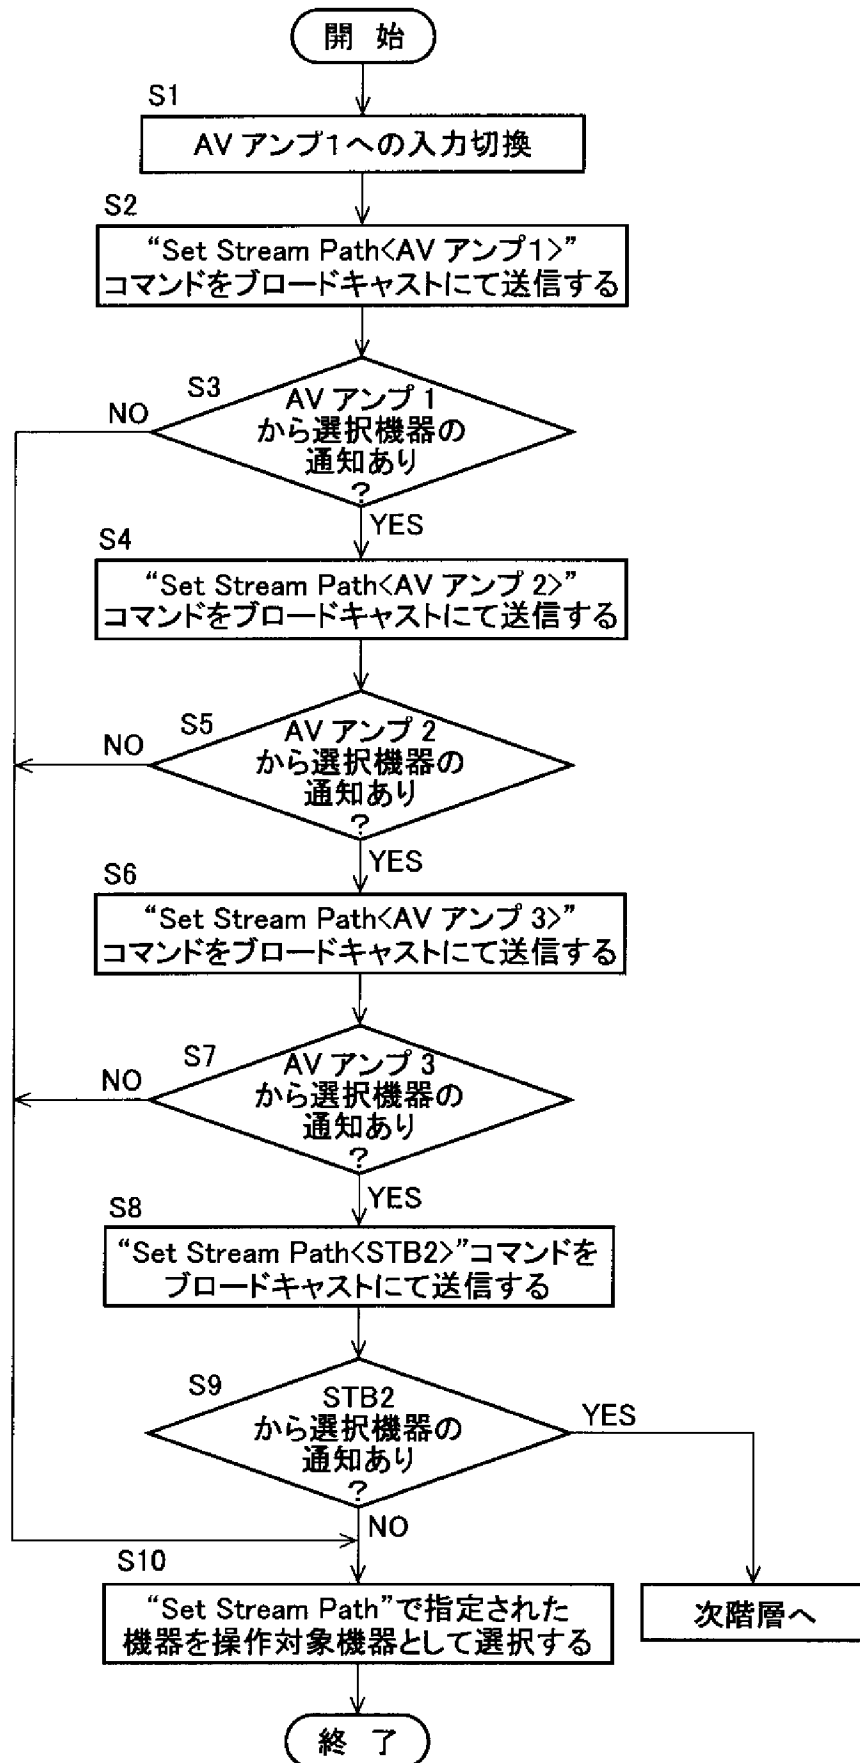 開 始
S1
AV アンプ1への入力切換
S2
“Set Stream Path<AV アンプ1>”
コマンドをブロードキャストにて送信する
S3
AV アンプ 1
から選択機器の
通知あり
?
NO
YES
S4
“Set Stream Path<AV アンプ 2>”
コマンドをブロードキャストにて送信する
S5
AV アンプ 2
から選択機器の
通知あり
?
NO
YES
S6
“Set Stream Path<AV アンプ 3>”
コマンドをブロードキャストにて送信する
S7
AV アンプ 3
から選択機器の
通知あり
?
NO
YES
S8
“Set Stream Path<STB2>”コマンドを
ブロードキャストにて送信する
S9
STB2
から選択機器の
通知あり
?
YES
NO
S10
“Set Stream Path”で指定された
機器を操作対象機器として選択する
次階層へ
終 了